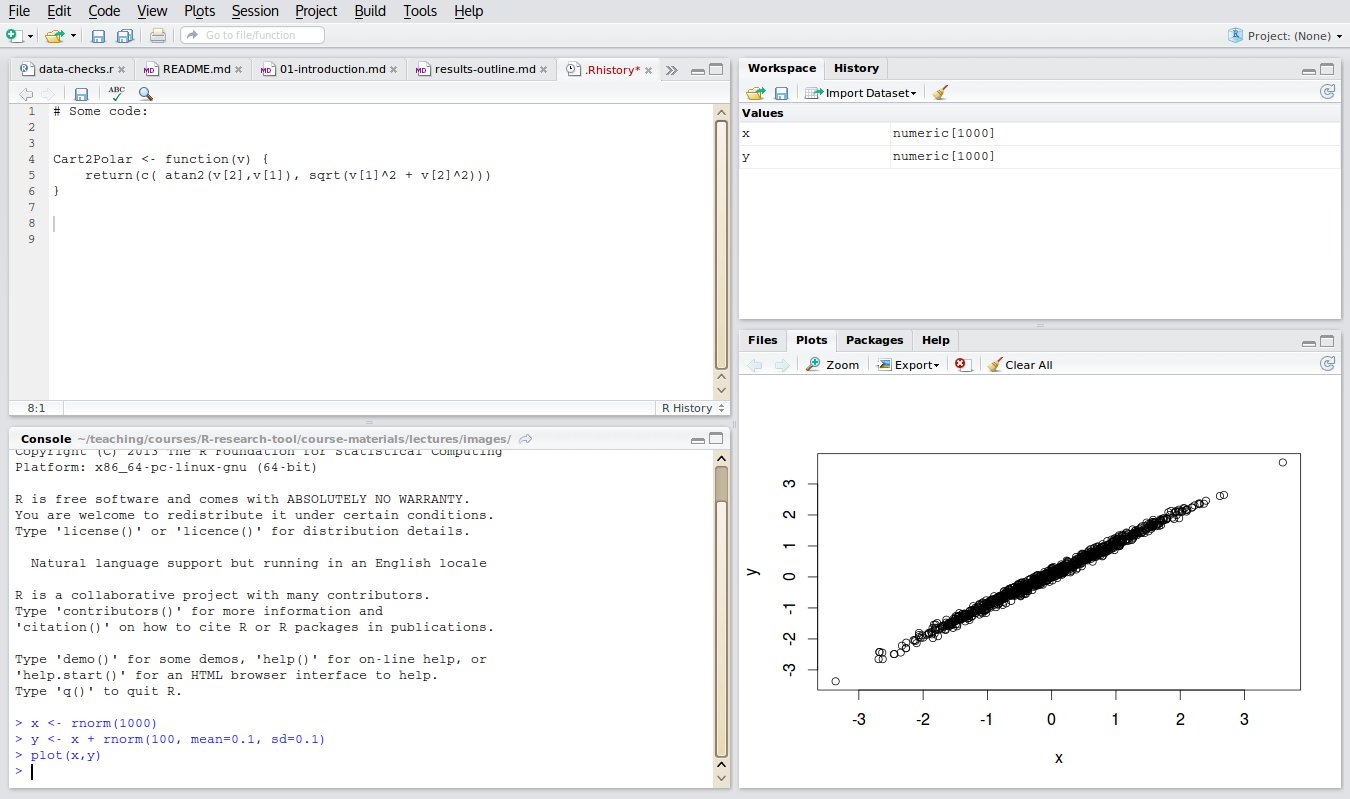 File Edit Code View Plots Session Project Build Tools Help
Go to file/function
Project: (None)
data-checks.r README.md 01-introduction.md results-outline.md .Rhistory*
ABC
1 # Some code:
2
3
4 Cart2Polar <- function(v) {
5 return(c( atan2(v[2],v[1]), sqrt(v[1]^2 + v[2]^2)))
6 }
7
8
9
8:1 R History
Console ~/teaching/courses/R-research-tool/course-materials/lectures/images/
Copyright (C) 2013 The R Foundation for Statistical Computing
Platform: x86_64-pc-linux-gnu (64-bit)
R is free software and comes with ABSOLUTELY NO WARRANTY.
You are welcome to redistribute it under certain conditions.
Type 'license()' or 'licence()' for distribution details.
Natural language support but running in an English locale
R is a collaborative project with many contributors.
Type 'contributors()' for more information and
'citation()' on how to cite R or R packages in publications.
Type 'demo()' for some demos, 'help()' for on-line help, or
'help.start()' for an HTML browser interface to help.
Type 'q()' to quit R.
> x <- rnorm(1000)
> y <- x + rnorm(100, mean=0.1, sd=0.1)
> plot(x,y)
>
Workspace History
Import Dataset
Values
x numeric[1000]
y numeric[1000]
Files Plots Packages Help
Zoom Export Clear All
3
2
1
0
-1
-2
-3
y
-3 -2 -1 0 1 2 3
x